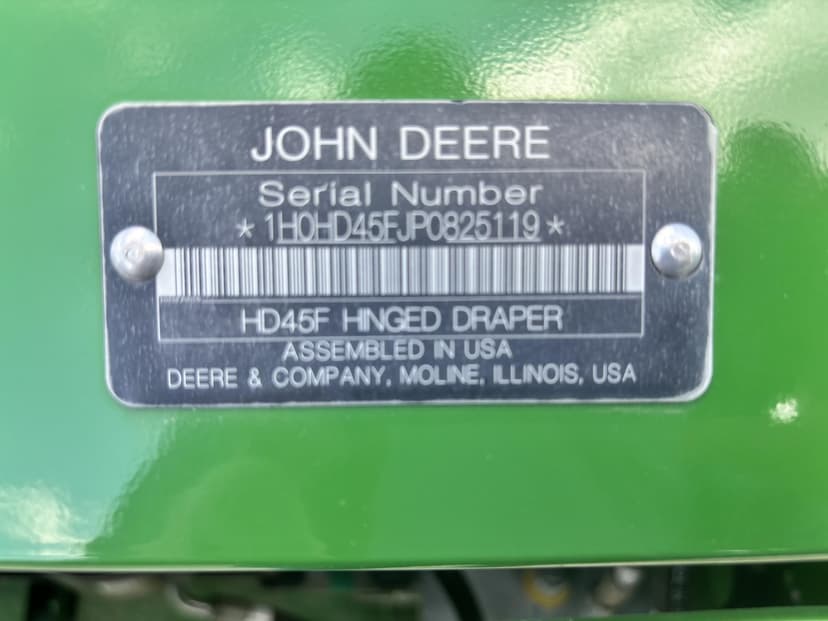 JOHN DEERE
Serial Number
*1H0HD45FJP0825119*
HD45F HINGED DRAPER
ASSEMBLED IN USA
DEERE & COMPANY, MOLINE, ILLINOIS, USA